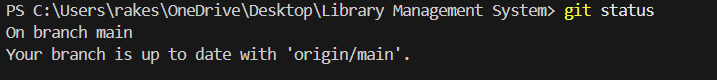 PS C:\Users\rakes\OneDrive\Desktop\Library Management System> git status
On branch main
Your branch is up to date with 'origin/main'.